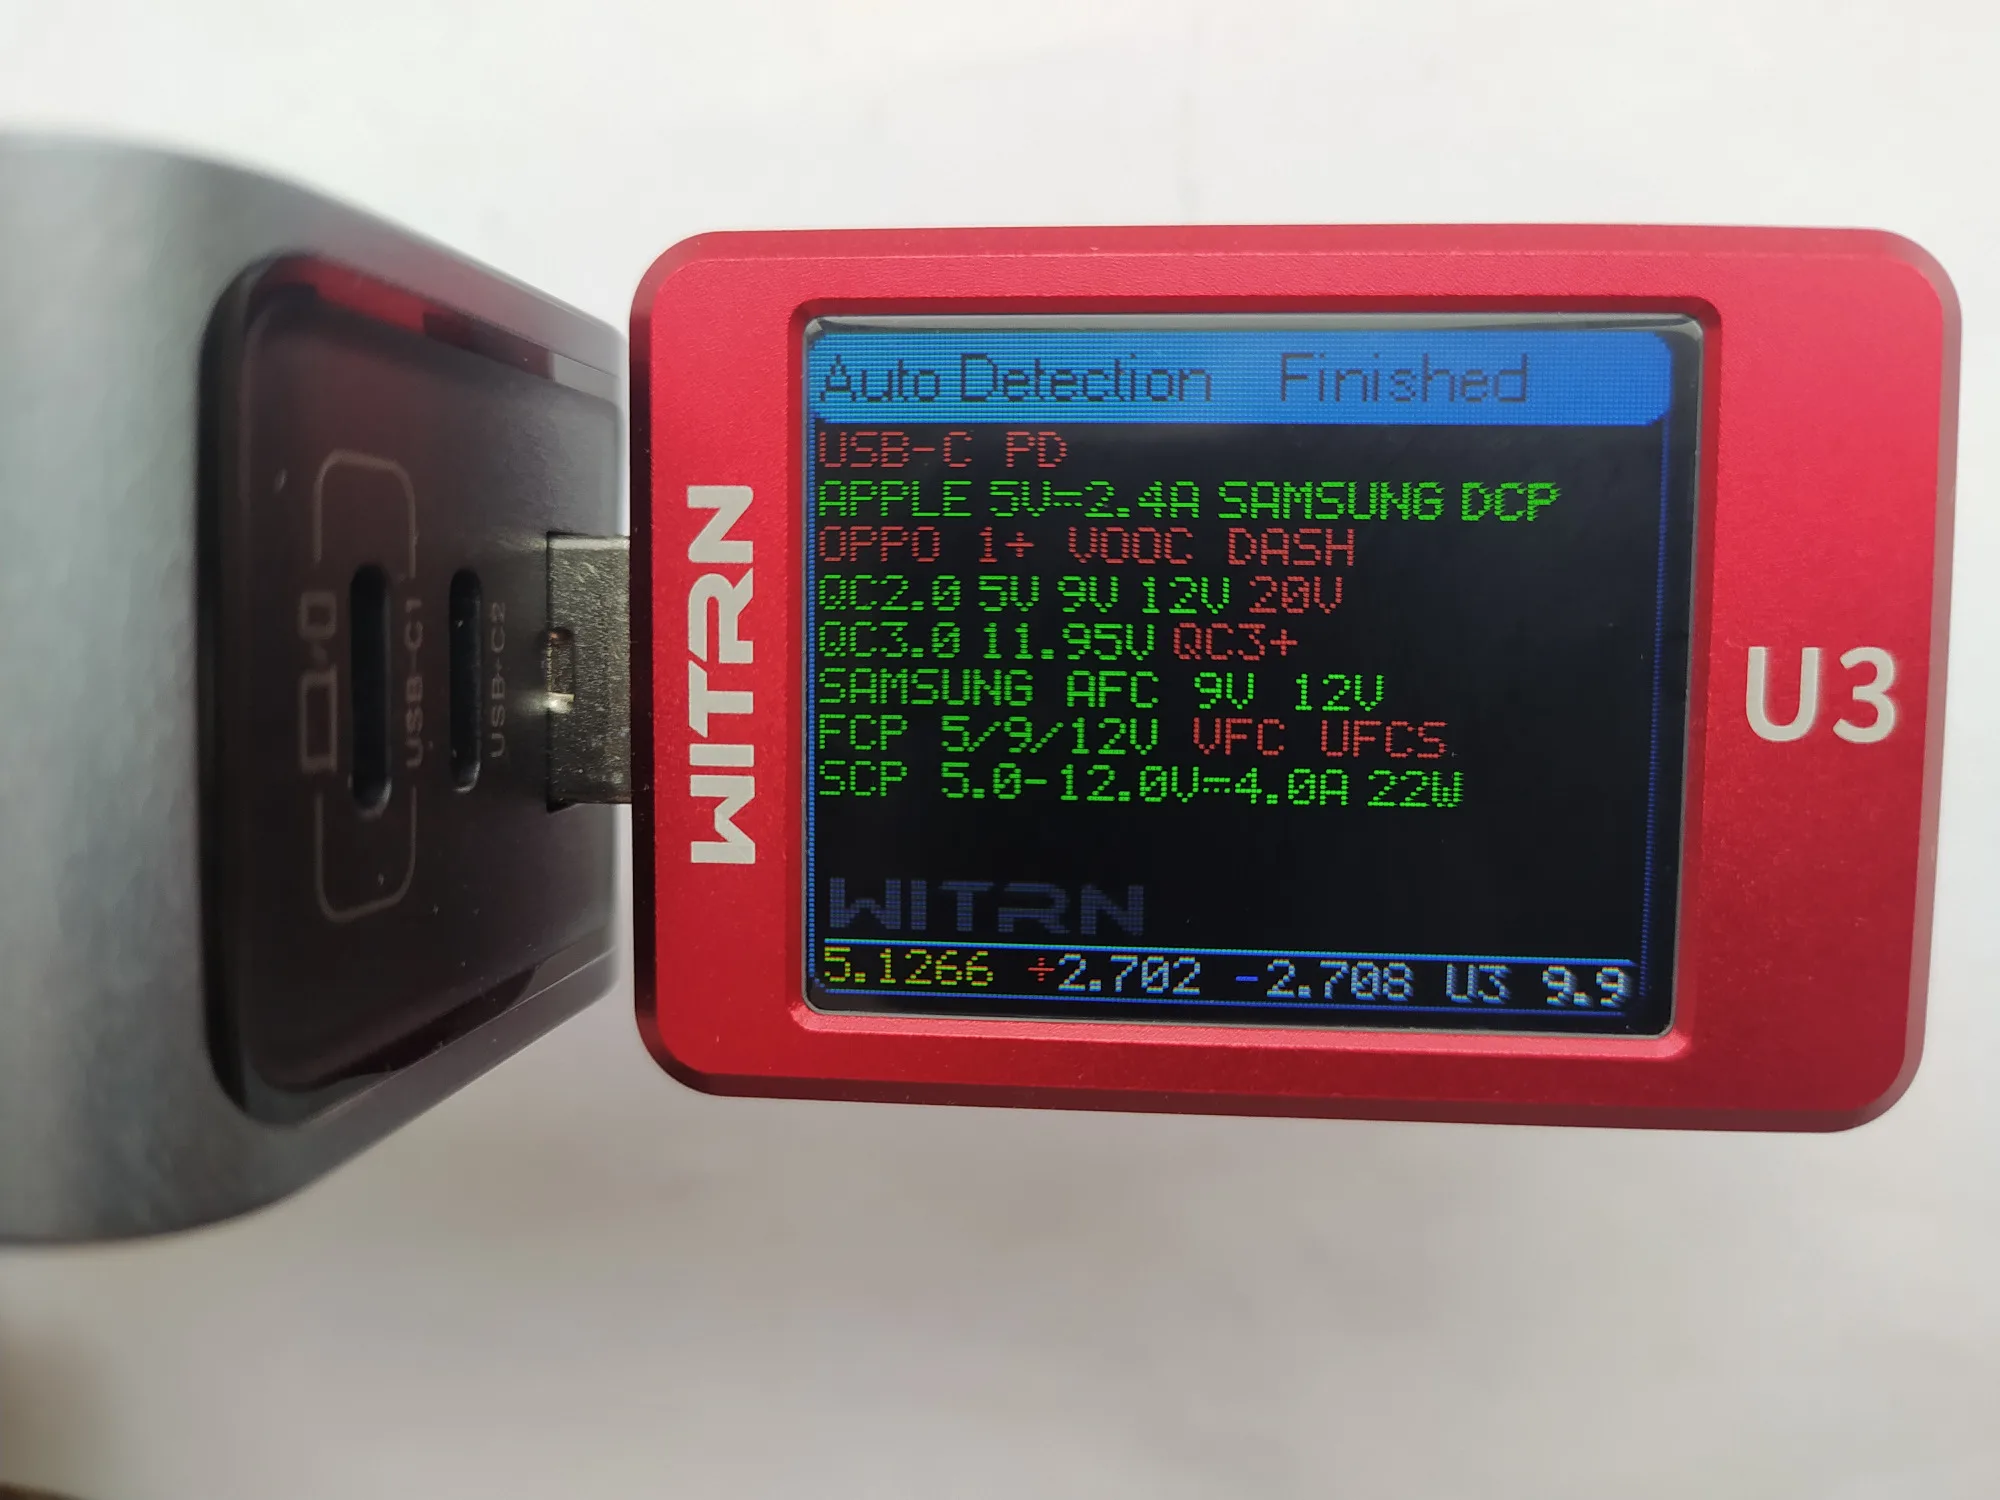 USB-C1
USB-C2
WITRN
Auto Detection Finished
USB-C PD
APPLE 5V=2.4A SAMSUNG DCP
OPPO 1+ VOOC DASH
QC2.0 5V 9V 12V 20V
QC3.0 11.95V QC3+
SAMSUNG AFC 9V 12V
FCP 5/9/12V VFC UFCS
SCP 5.0-12.0V=4.0A 22W
WITRN
5.1266 +2.702 -2.708 U3 9.9
U3